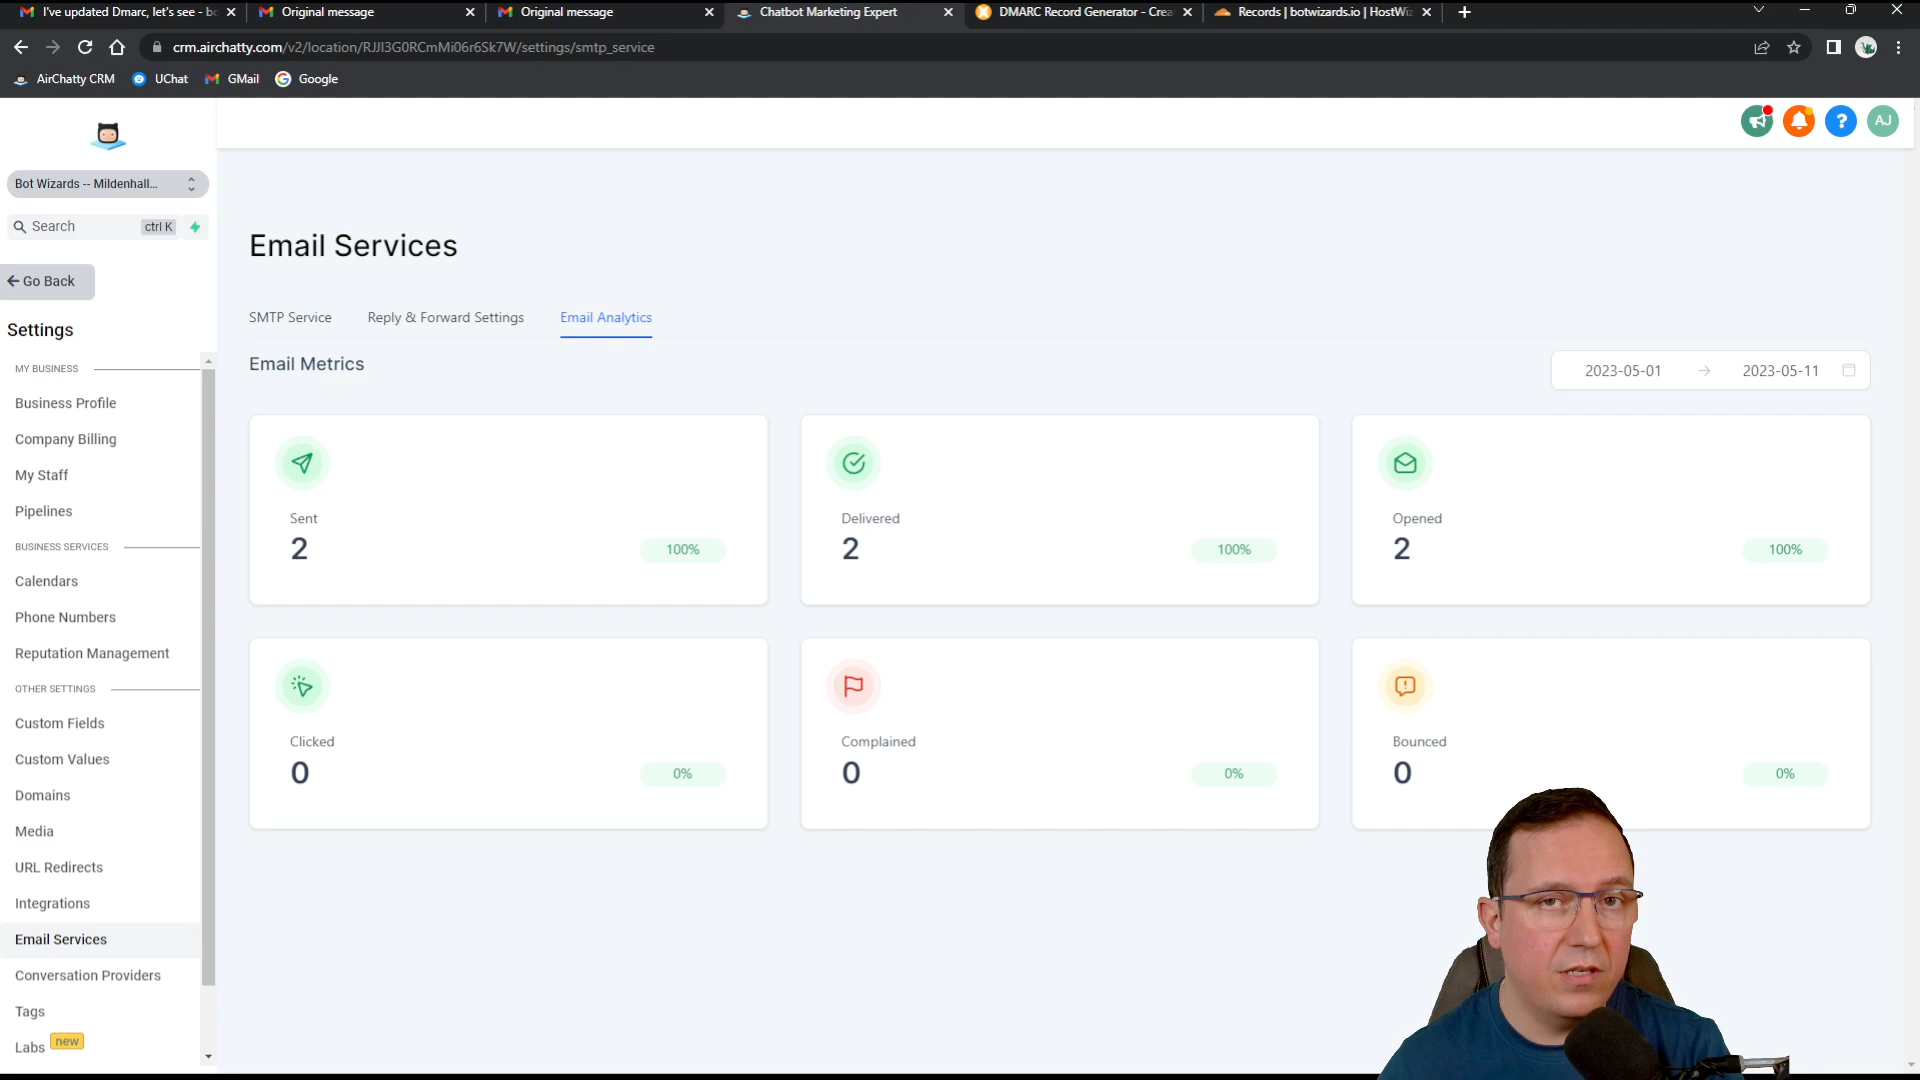 I've updated Dmarc, let's see - bo
Original message
Original message
Chatbot Marketing Expert
DMARC Record Generator - Crea
Records | botwizards.io | HostWiz
crm.airchatty.com/v2/location/RJJI3G0RCmMi06r6Sk7W/settings/smtp_service
AirChatty CRM
UChat
GMail
Google
AJ
Bot Wizards -- Mildenhall...
Search
ctrl K
Go Back
Settings
MY BUSINESS
Business Profile
Company Billing
My Staff
Pipelines
BUSINESS SERVICES
Calendars
Phone Numbers
Reputation Management
OTHER SETTINGS
Custom Fields
Custom Values
Domains
Media
URL Redirects
Integrations
Email Services
Conversation Providers
Tags
Labs new
Email Services
SMTP Service
Reply & Forward Settings
Email Analytics
Email Metrics
2023-05-01 → 2023-05-11
Sent
2
100%
Delivered
2
100%
Opened
2
100%
Clicked
0
0%
Complained
0
0%
Bounced
0
0%